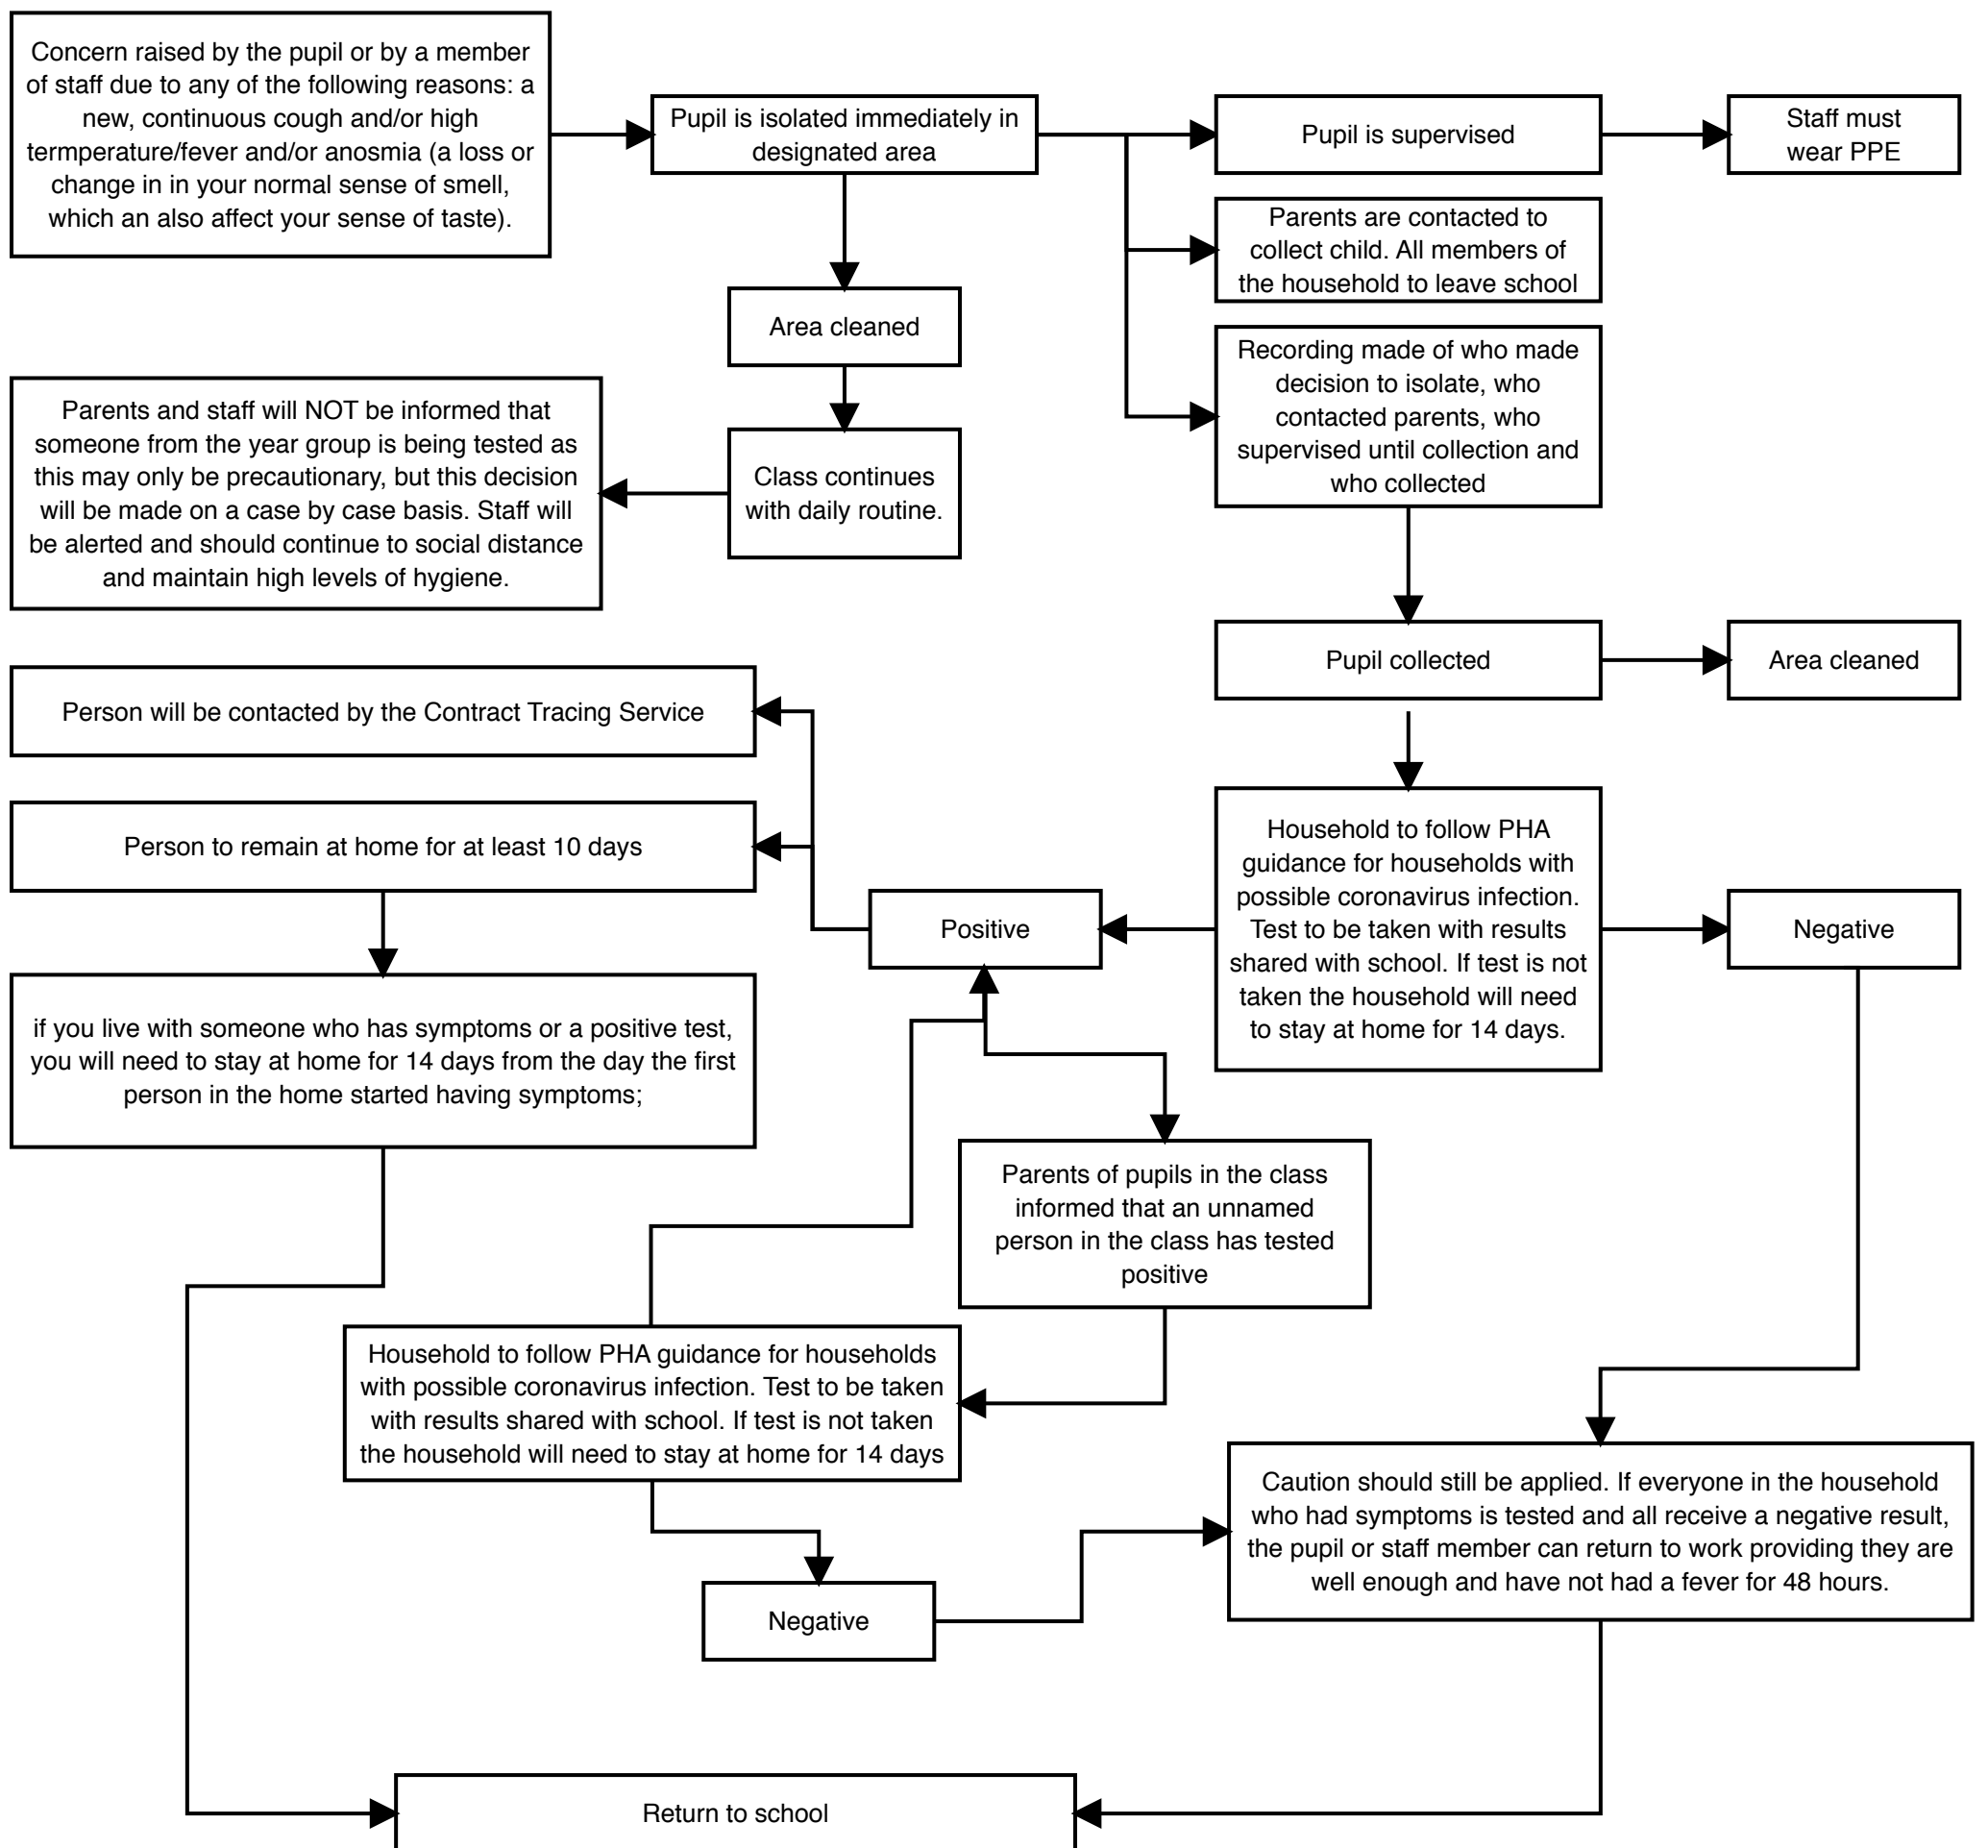 Concern raised by the pupil or by a member
of staff due to any of the following reasons: a
new, continuous cough and/or high
termperature/fever and/or anosmia (a loss or
change in in your normal sense of smell,
which an also affect your sense of taste).
Pupil is isolated immediately in
designated area
Pupil is supervised
Staff must
wear PPE
Parents are contacted to
collect child. All members of
the household to leave school
Area cleaned
Recording made of who made
decision to isolate, who
contacted parents, who
supervised until collection and
who collected
Parents and staff will NOT be informed that
someone from the year group is being tested as
this may only be precautionary, but this decision
will be made on a case by case basis. Staff will
be alerted and should continue to social distance
and maintain high levels of hygiene.
Class continues
with daily routine.
Pupil collected
Area cleaned
Person will be contacted by the Contract Tracing Service
Person to remain at home for at least 10 days
Household to follow PHA
guidance for households with
possible coronavirus infection.
Test to be taken with results
shared with school. If test is not
taken the household will need
to stay at home for 14 days.
Positive
Negative
if you live with someone who has symptoms or a positive test,
you will need to stay at home for 14 days from the day the first
person in the home started having symptoms;
Parents of pupils in the class
informed that an unnamed
person in the class has tested
positive
Household to follow PHA guidance for households
with possible coronavirus infection. Test to be taken
with results shared with school. If test is not taken
the household will need to stay at home for 14 days
Caution should still be applied. If everyone in the household
who had symptoms is tested and all receive a negative result,
the pupil or staff member can return to work providing they are
well enough and have not had a fever for 48 hours.
Negative
Return to school